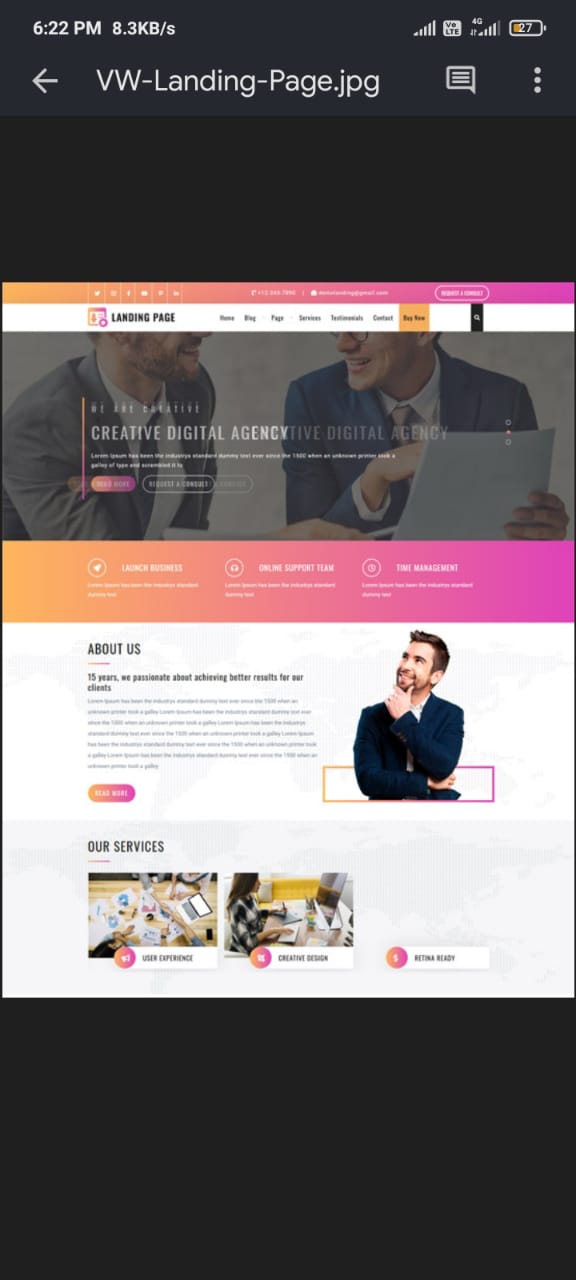 6:22 PM 8.3KB/s
4G
Vo
LTE
27
VW-Landing-Page.jpg
demolanding@gmail.com
REQUEST A CONSULT
LANDING PAGE
Home Blog Page Services Testimonials Contact Buy Now
WE ARE CREATIVE
CREATIVE DIGITAL AGENCYTIVE DIGITAL AGENCY
Lorem Ipsum has been the industrys standard dummy text ever since the 1500 when an unknown printer took a
galley of type and scrambled it to
READ MORE
REQUEST A CONSULT
LAUNCH BUSINESS
Lorem Ipsum has been the industrys standard
dummy text
ONLINE SUPPORT TEAM
Lorem Ipsum has been the industrys standard
dummy text
TIME MANAGEMENT
Lorem Ipsum has been the industrys standard
dummy text
ABOUT US
15 years, we passionate about achieving better results for our
clients
Lorem Ipsum has been the industrys standard dummy text ever since the 1500 when an
unknown printer took a galley Lorem Ipsum has been the industrys standard dummy text ever
since the 1500 when an unknown printer took a galley Lorem Ipsum has been the industrys
standard dummy text ever since the 1500 when an unknown printer took a galley Lorem Ipsum
has been the industrys standard dummy text ever since the 1500 when an unknown printer took
a galley Lorem Ipsum has been the industrys standard dummy text ever since the 1500 when an
unknown printer took a galley
READ MORE
OUR SERVICES
USER EXPERIENCE
CREATIVE DESIGN
RETINA READY